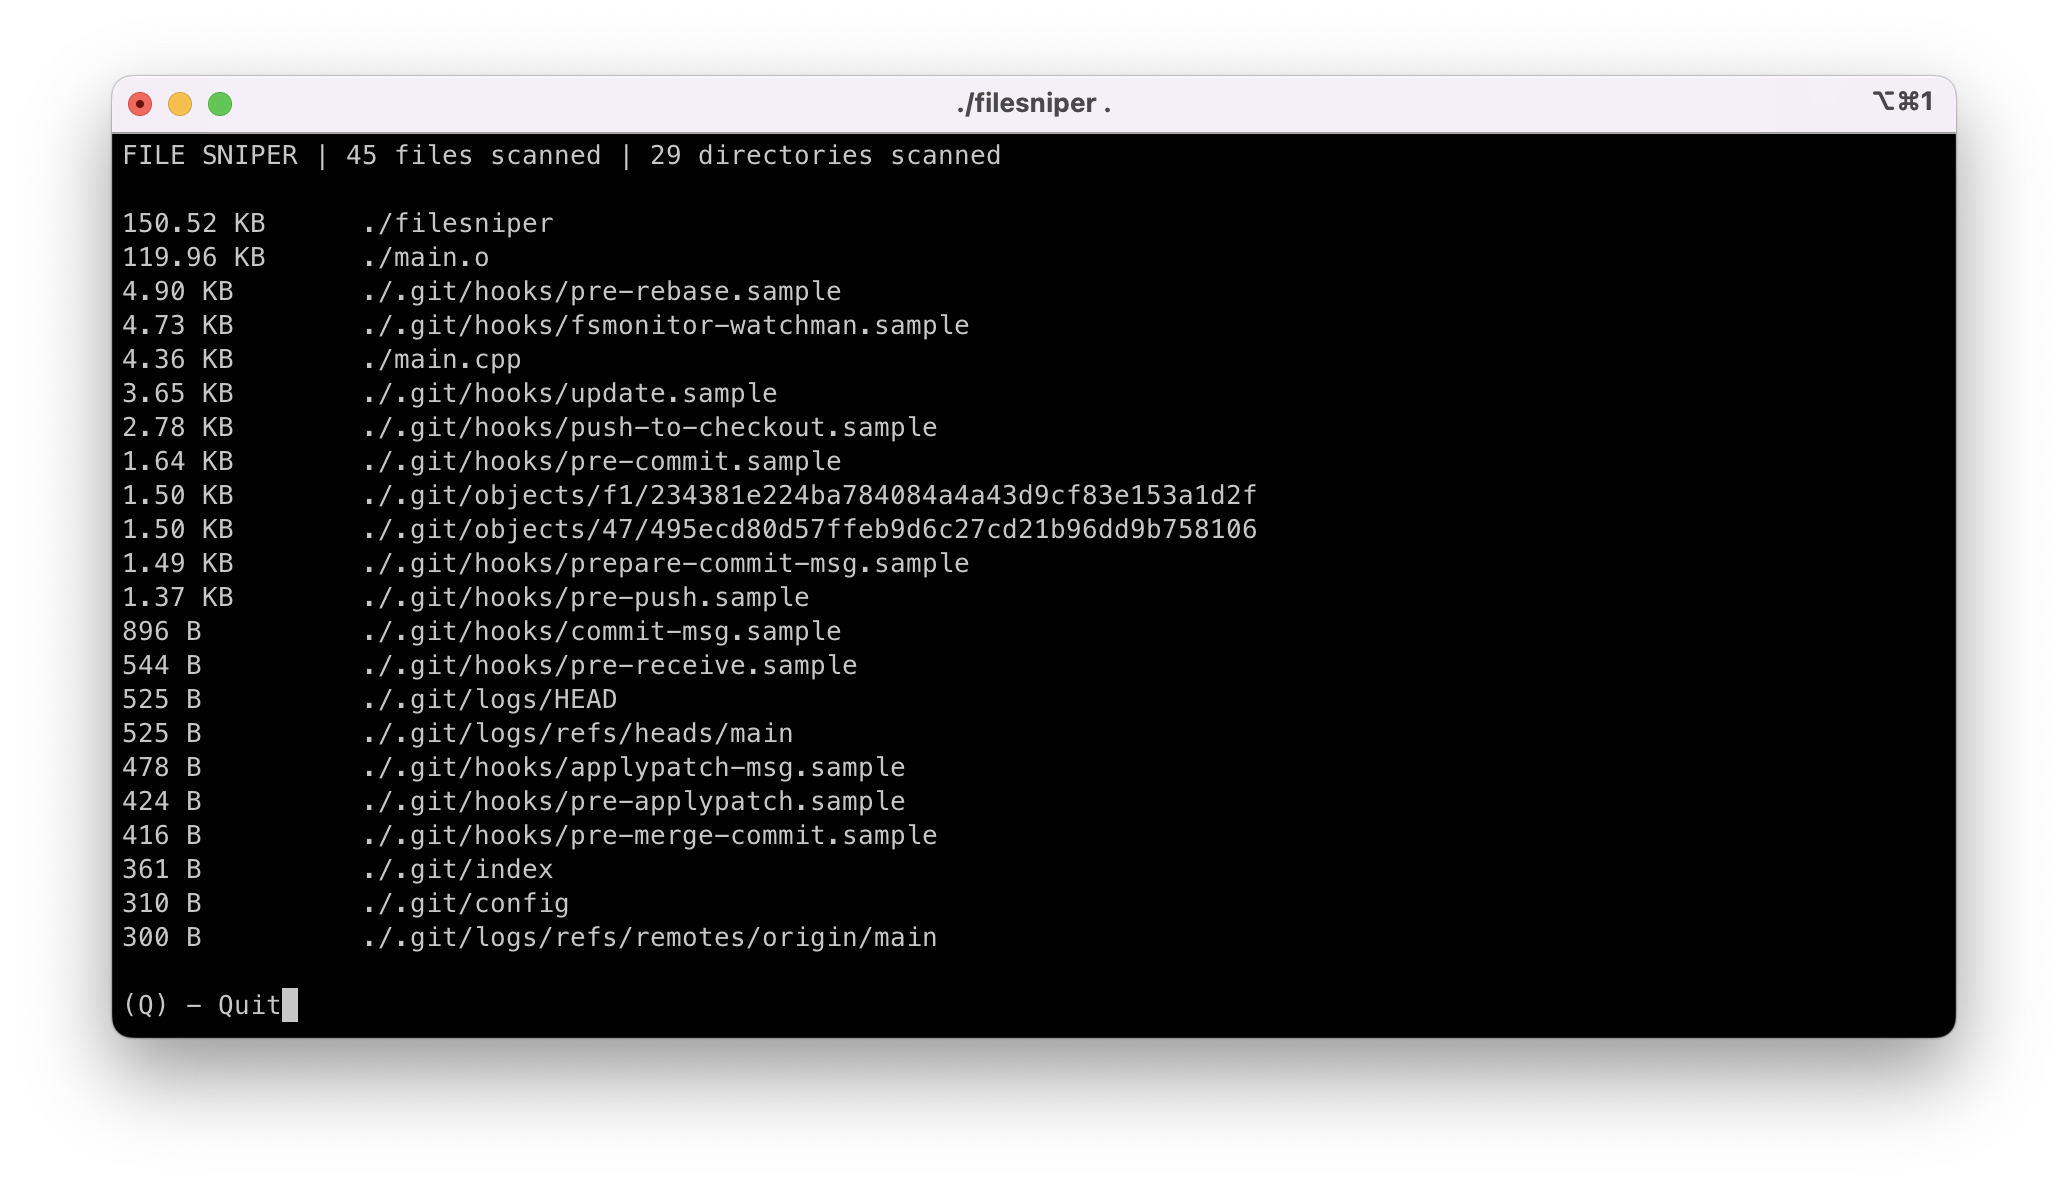 ./filesniper .
⌥⌘1
FILE SNIPER | 45 files scanned | 29 directories scanned
150.52 KB ./filesniper
119.96 KB ./main.o
4.90 KB ./.git/hooks/pre-rebase.sample
4.73 KB ./.git/hooks/fsmonitor-watchman.sample
4.36 KB ./main.cpp
3.65 KB ./.git/hooks/update.sample
2.78 KB ./.git/hooks/push-to-checkout.sample
1.64 KB ./.git/hooks/pre-commit.sample
1.50 KB ./.git/objects/f1/234381e224ba784084a4a43d9cf83e153a1d2f
1.50 KB ./.git/objects/47/495ecd80d57ffeb9d6c27cd21b96dd9b758106
1.49 KB ./.git/hooks/prepare-commit-msg.sample
1.37 KB ./.git/hooks/pre-push.sample
896 B ./.git/hooks/commit-msg.sample
544 B ./.git/hooks/pre-receive.sample
525 B ./.git/logs/HEAD
525 B ./.git/logs/refs/heads/main
478 B ./.git/hooks/applypatch-msg.sample
424 B ./.git/hooks/pre-applypatch.sample
416 B ./.git/hooks/pre-merge-commit.sample
361 B ./.git/index
310 B ./.git/config
300 B ./.git/logs/refs/remotes/origin/main
(Q) - Quit